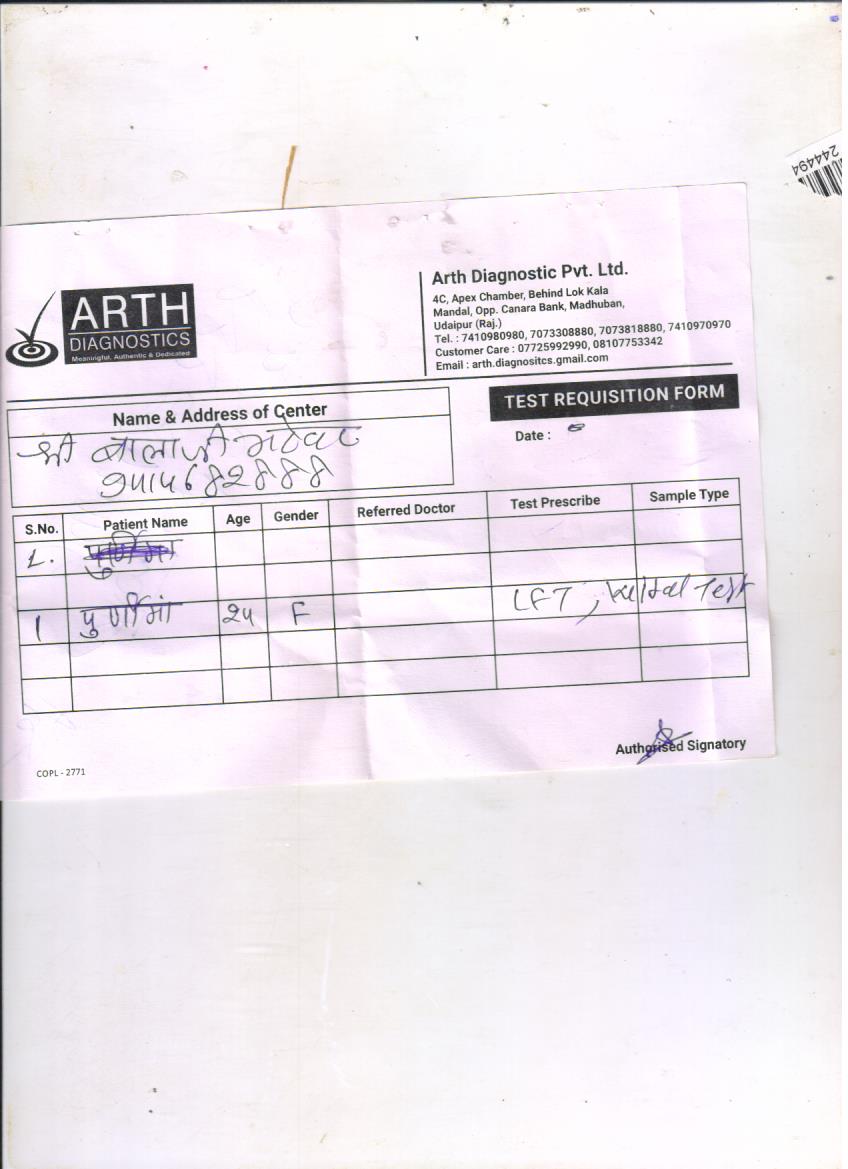 244494
ARTH
DIAGNOSTICS
Meaningful, Authentic & Dedicated
Arth Diagnostic Pvt. Ltd.
4C, Apex Chamber, Behind Lok Kala
Mandal, Opp. Canara Bank, Madhuban,
Udaipur (Raj.)
Tel. : 7410980980, 7073308880, 7073818880, 7410970970
Customer Care : 07725992990, 08107753342
Email : arth.diagnositcs.gmail.com
TEST REQUISITION FORM
Date :
Name & Address of Center
श्री बालाजी
S.No. Patient Name Age Gender Referred Doctor Test Prescribe Sample Type
1. पुर्णिमा
1 पुर्णीमां 24 F LFT, Test
Authorised Signatory
COPL - 2771